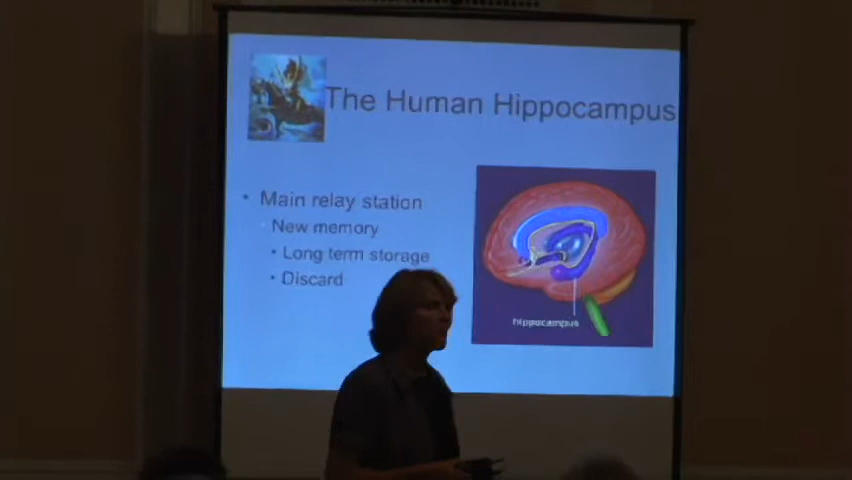 The Human Hippocampus
• Main relay station
New memory
• Long term storage
• Discard
hippocampus